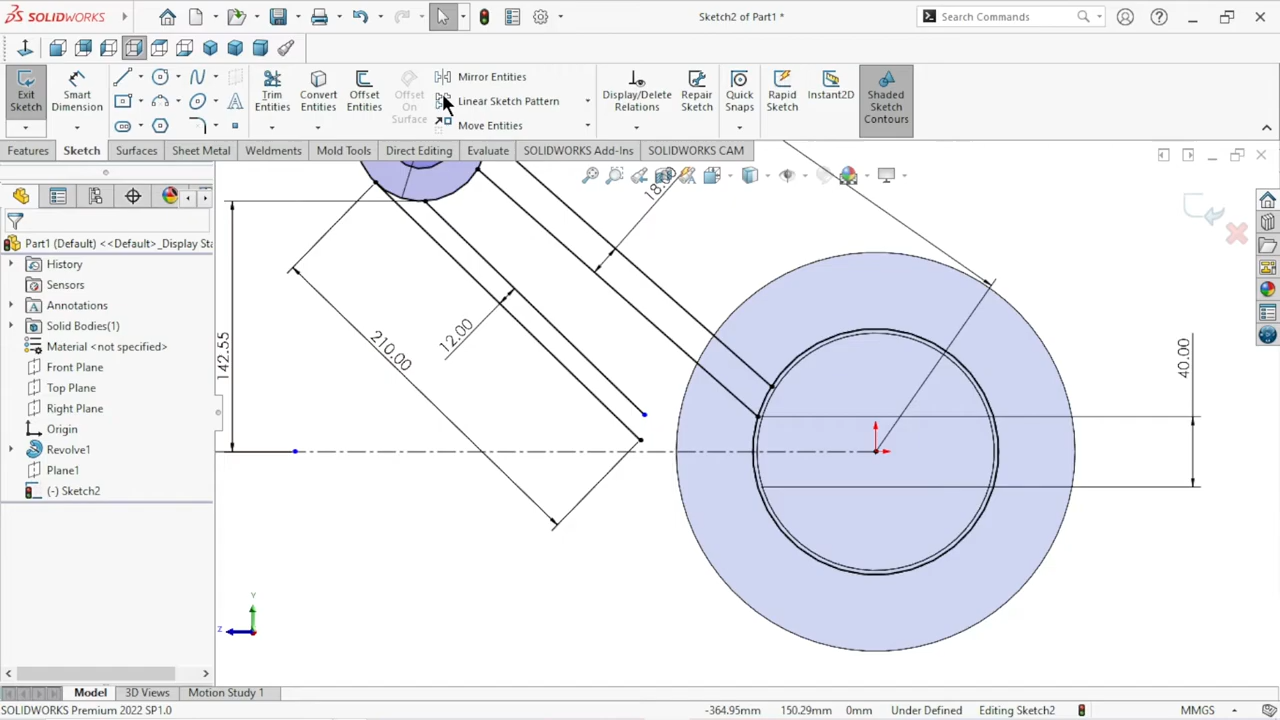 SOLIDWORKS
Sketch2 of Part1 *
Search Commands
Exit Sketch
Smart Dimension
Trim Entities
Convert Entities
Offset Entities
Offset On Surface
Mirror Entities
Linear Sketch Pattern
Move Entities
Display/Delete Relations
Repair Sketch
Quick Snaps
Rapid Sketch
Instant2D
Shaded Sketch Contours
Features
Sketch
Surfaces
Sheet Metal
Weldments
Mold Tools
Direct Editing
Evaluate
SOLIDWORKS Add-Ins
SOLIDWORKS CAM
Part1 (Default) <<Default>_Display Sta
History
Sensors
Annotations
Solid Bodies(1)
Material <not specified>
Front Plane
Top Plane
Right Plane
Origin
Revolve1
Plane1
(-) Sketch2
18.00
142.55
210.00
12.00
40.00
Y
Z
Model
3D Views
Motion Study 1
SOLIDWORKS Premium 2022 SP1.0
-364.95mm
150.29mm
0mm
Under Defined
Editing Sketch2
MMGS